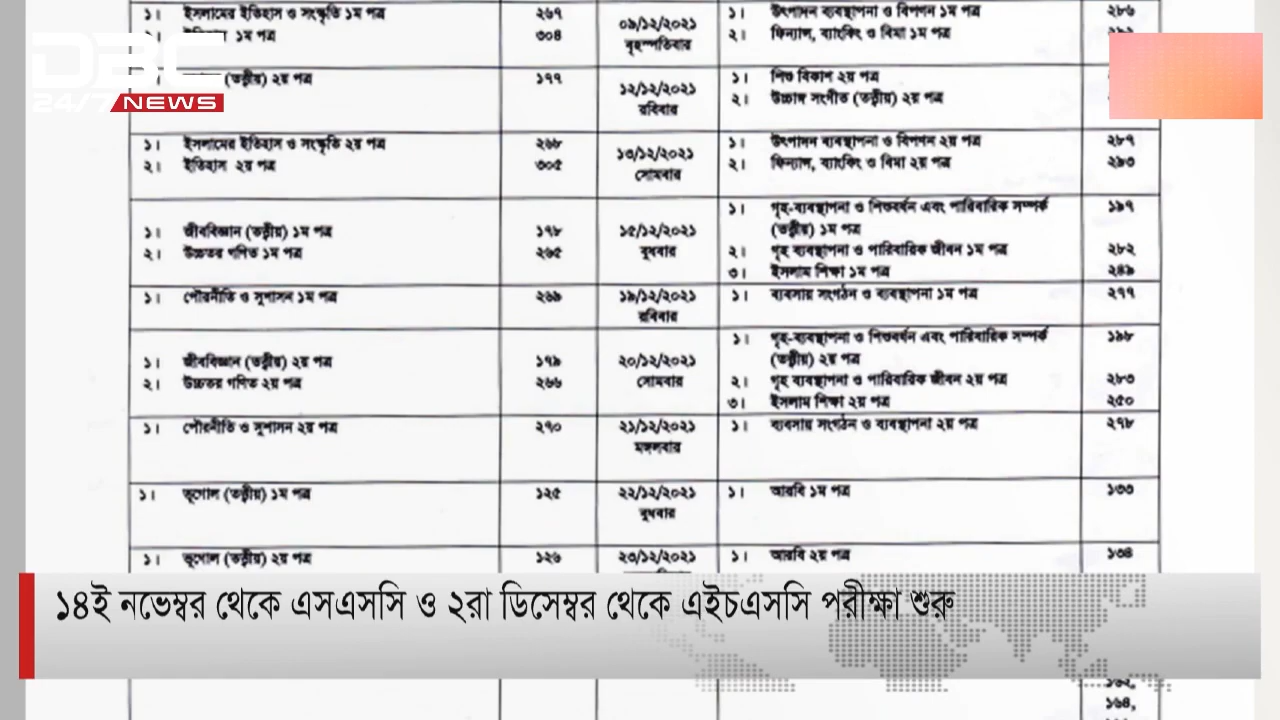 ১। ইসলামের ইতিহাস ও সংস্কৃতি ১ম পত্র ২৬৭ ০৯/১২/২০২১ ১। উৎপাদন ব্যবস্থাপনা ও বিপণন ১ম পত্র ২৮৬
১ম পত্র ৩০৪ বৃহস্পতিবার ২। ফিন্যান্স, ব্যাংকিং ও বিমা ১ম পত্র
DBC
24/7 NEWS
(তত্ত্বীয়) ২য় পত্র ১৭৭ ১২/১২/২০২১ ১। শিশু বিকাশ ২য় পত্র
রবিবার ২। উচ্চাঙ্গ সংগীত (তত্ত্বীয়) ২য় পত্র
১। ইসলামের ইতিহাস ও সংস্কৃতি ২য় পত্র ২৬৮ ১৩/১২/২০২১ ১। উৎপাদন ব্যবস্থাপনা ও বিপণন ২য় পত্র ২৮৭
২। ইতিহাস ২য় পত্র ৩০৫ সোমবার ২। ফিন্যান্স, ব্যাংকিং ও বিমা ২য় পত্র ২৯৩
১। গৃহ-ব্যবস্থাপনা ও শিশুবর্ধন এবং পারিবারিক সম্পর্ক ১৯৭
১। জীববিজ্ঞান (তত্ত্বীয়) ১ম পত্র ১৭৮ ১৫/১২/২০২১ (তত্ত্বীয়) ১ম পত্র
২। উচ্চতর গণিত ১ম পত্র ২৬৫ বুধবার ২। গৃহ ব্যবস্থাপনা ও পারিবারিক জীবন ১ম পত্র ২৮২
৩। ইসলাম শিক্ষা ১ম পত্র ২৪৯
১। পৌরনীতি ও সুশাসন ১ম পত্র ২৬৯ ১৯/১২/২০২১ ১। ব্যবসায় সংগঠন ও ব্যবস্থাপনা ১ম পত্র ২৭৭
রবিবার
১। গৃহ-ব্যবস্থাপনা ও শিশুবর্ধন এবং পারিবারিক সম্পর্ক ১৯৮
১। জীববিজ্ঞান (তত্ত্বীয়) ২য় পত্র ১৭৯ ২০/১২/২০২১ (তত্ত্বীয়) ২য় পত্র
২। উচ্চতর গণিত ২য় পত্র ২৬৬ সোমবার ২। গৃহ ব্যবস্থাপনা ও পারিবারিক জীবন ২য় পত্র ২৮৩
৩। ইসলাম শিক্ষা ২য় পত্র ২৫০
১। পৌরনীতি ও সুশাসন ২য় পত্র ২৭০ ২১/১২/২০২১ ১। ব্যবসায় সংগঠন ও ব্যবস্থাপনা ২য় পত্র ২৭৮
মঙ্গলবার
১। ভূগোল (তত্ত্বীয়) ১ম পত্র ১২৫ ২২/১২/২০২১ ১। আরবি ১ম পত্র ১৩৩
বুধবার
১। ভূগোল (তত্ত্বীয়) ২য় পত্র ১২৬ ২৩/১২/২০২১ ১। আরবি ২য় পত্র ১৩৪
১৪ই নভেম্বর থেকে এসএসসি ও ২রা ডিসেম্বর থেকে এইচএসসি পরীক্ষা শুরু
১৬৪,